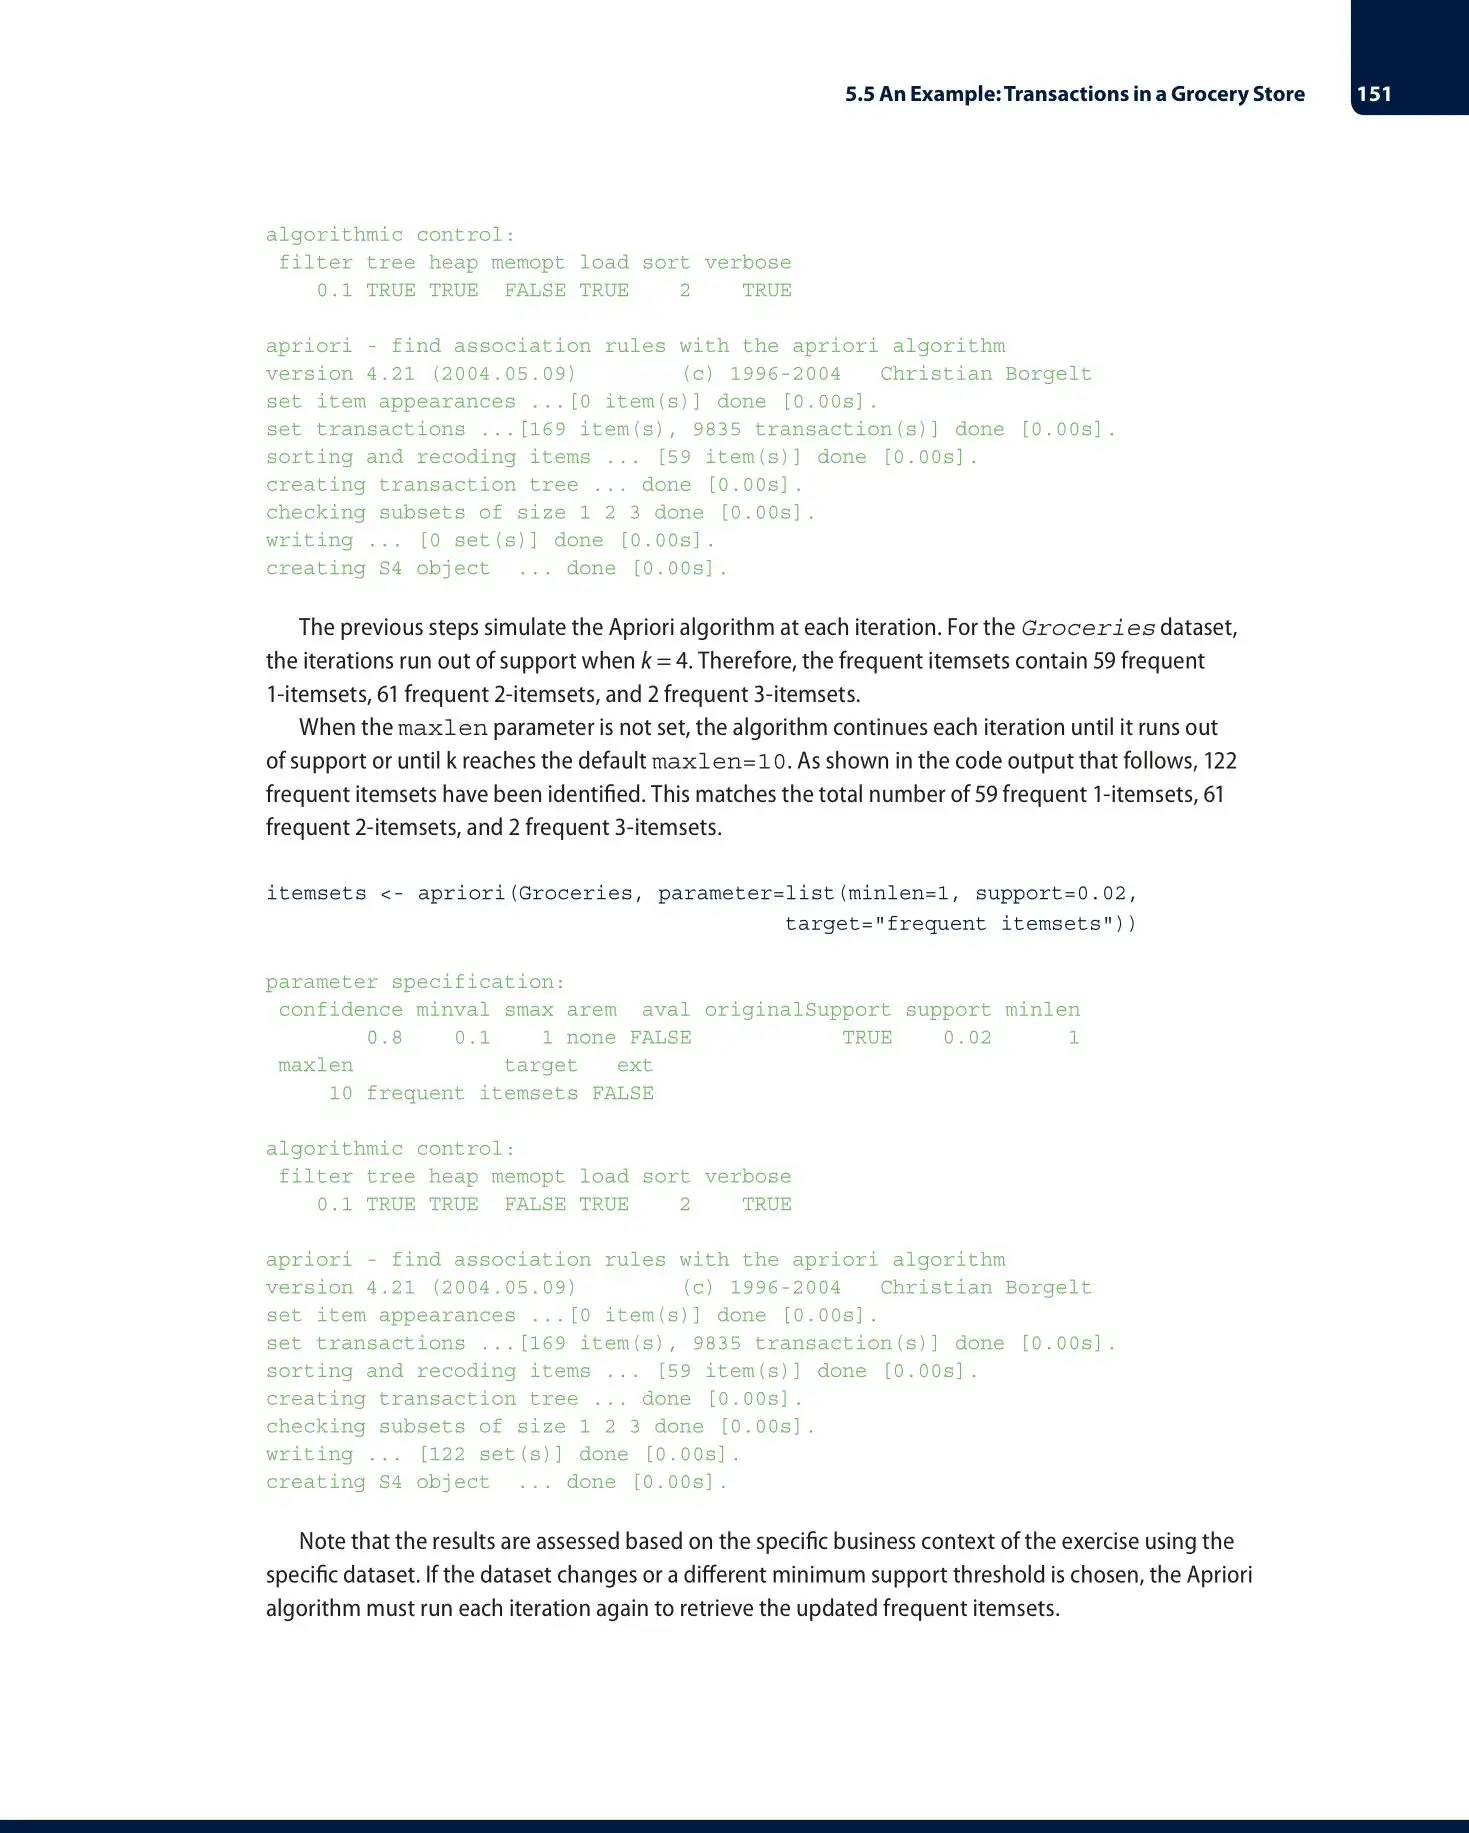 5.5 An Example: Transactions in a Grocery Store 151
algorithmic control:
 filter tree heap memopt load sort verbose
    0.1 TRUE TRUE  FALSE TRUE    2    TRUE
apriori - find association rules with the apriori algorithm
version 4.21 (2004.05.09)        (c) 1996-2004   Christian Borgelt
set item appearances ...[0 item(s)] done [0.00s].
set transactions ...[169 item(s), 9835 transaction(s)] done [0.00s].
sorting and recoding items ... [59 item(s)] done [0.00s].
creating transaction tree ... done [0.00s].
checking subsets of size 1 2 3 done [0.00s].
writing ... [0 set(s)] done [0.00s].
creating S4 object  ... done [0.00s].
The previous steps simulate the Apriori algorithm at each iteration. For the Groceries dataset,
the iterations run out of support when k = 4. Therefore, the frequent itemsets contain 59 frequent
1-itemsets, 61 frequent 2-itemsets, and 2 frequent 3-itemsets.
When the maxlen parameter is not set, the algorithm continues each iteration until it runs out
of support or until k reaches the default maxlen=10. As shown in the code output that follows, 122
frequent itemsets have been identified. This matches the total number of 59 frequent 1-itemsets, 61
frequent 2-itemsets, and 2 frequent 3-itemsets.
itemsets <- apriori(Groceries, parameter=list(minlen=1, support=0.02,
                                         target="frequent itemsets"))
parameter specification:
 confidence minval smax arem  aval originalSupport support minlen
        0.8    0.1    1 none FALSE            TRUE    0.02      1
 maxlen            target   ext
     10 frequent itemsets FALSE
algorithmic control:
 filter tree heap memopt load sort verbose
    0.1 TRUE TRUE  FALSE TRUE    2    TRUE
apriori - find association rules with the apriori algorithm
version 4.21 (2004.05.09)        (c) 1996-2004   Christian Borgelt
set item appearances ...[0 item(s)] done [0.00s].
set transactions ...[169 item(s), 9835 transaction(s)] done [0.00s].
sorting and recoding items ... [59 item(s)] done [0.00s].
creating transaction tree ... done [0.00s].
checking subsets of size 1 2 3 done [0.00s].
writing ... [122 set(s)] done [0.00s].
creating S4 object  ... done [0.00s].
Note that the results are assessed based on the specific business context of the exercise using the
specific dataset. If the dataset changes or a different minimum support threshold is chosen, the Apriori
algorithm must run each iteration again to retrieve the updated frequent itemsets.